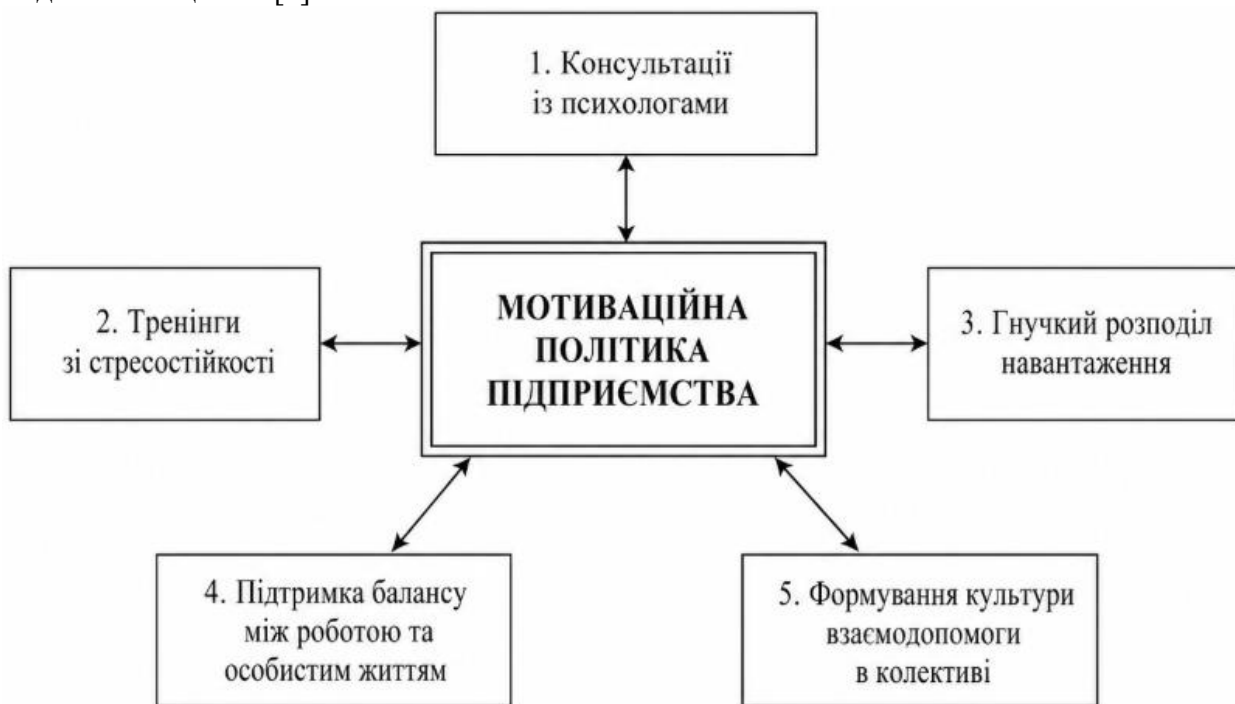 1. Консультації
із психологами
2. Тренінги
зі стресостійкості
МОТИВАЦІЙНА
ПОЛІТИКА
ПІДПРИЄМСТВА
3. Гнучкий розподіл
навантаження
4. Підтримка балансу
між роботою та
особистим життям
5. Формування культури
взаємодопомоги
в колективі